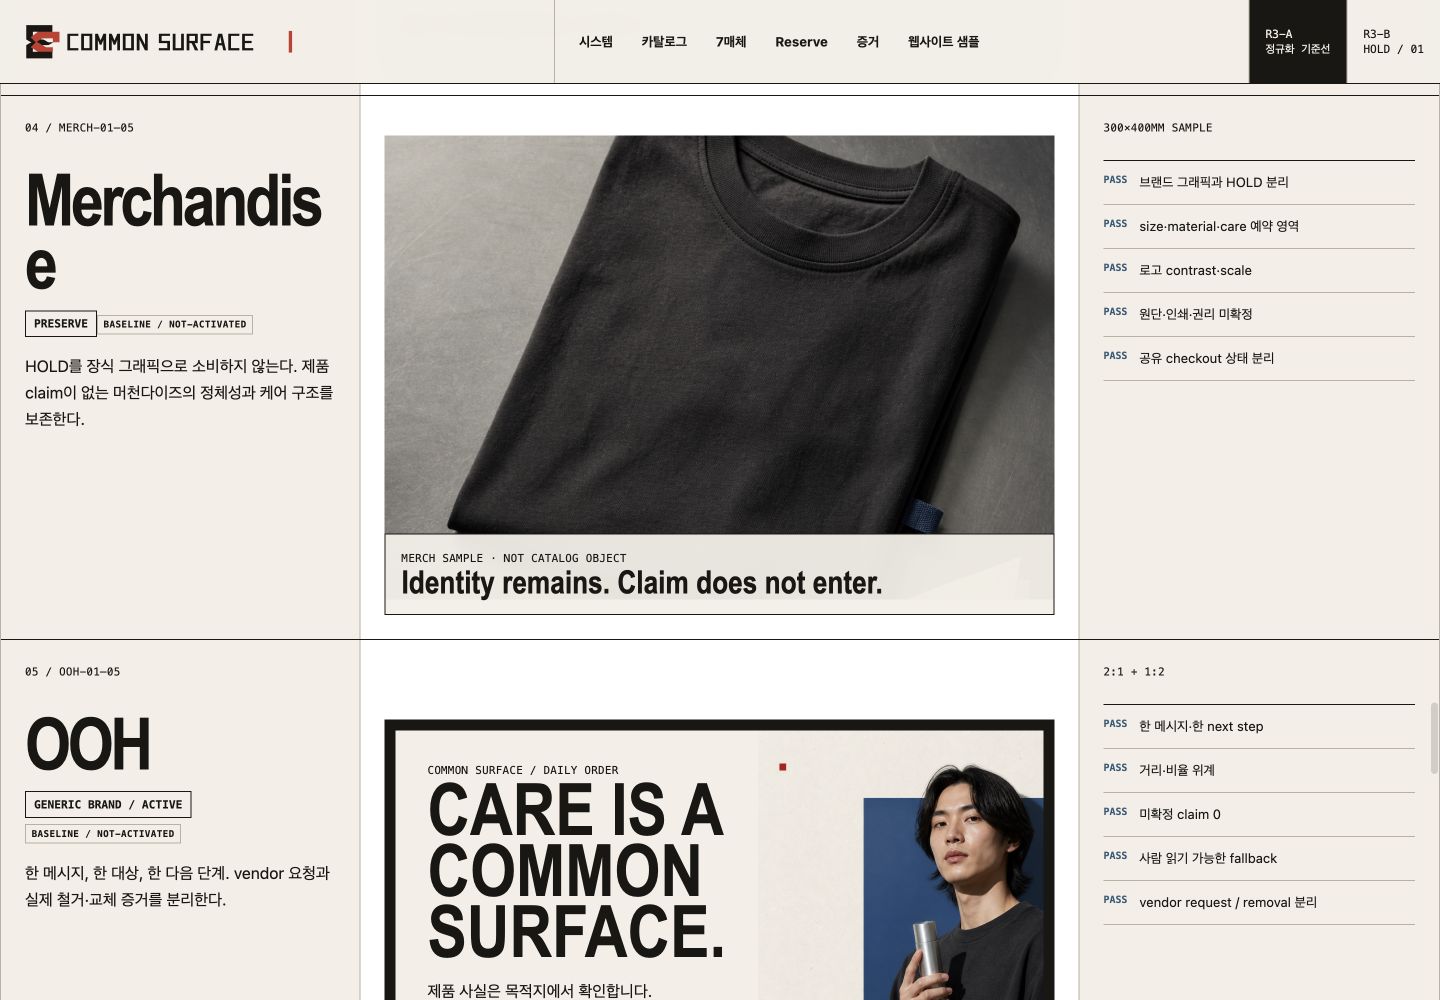 COMMON SURFACE
시스템
카탈로그
7매체
Reserve
증거
웹사이트 샘플
R3-A
정규화 기준선
R3-B
HOLD / 01
04 / MERCH-01-05
Merchandis
e
PRESERVE
BASELINE / NOT-ACTIVATED
HOLD를 장식 그래픽으로 소비하지 않는다. 제품
claim이 없는 머천다이즈의 정체성과 케어 구조를
보존한다.
MERCH SAMPLE · NOT CATALOG OBJECT
Identity remains. Claim does not enter.
300×400MM SAMPLE
PASS 브랜드 그래픽과 HOLD 분리
PASS size·material·care 예약 영역
PASS 로고 contrast·scale
PASS 원단·인쇄·권리 미확정
PASS 공유 checkout 상태 분리
05 / OOH-01-05
OOH
GENERIC BRAND / ACTIVE
BASELINE / NOT-ACTIVATED
한 메시지, 한 대상, 한 다음 단계. vendor 요청과
실제 철거·교체 증거를 분리한다.
COMMON SURFACE / DAILY ORDER
CARE IS A
COMMON
SURFACE.
제품 사실은 목적지에서 확인합니다.
2:1 + 1:2
PASS 한 메시지·한 next step
PASS 거리·비율 위계
PASS 미확정 claim 0
PASS 사람 읽기 가능한 fallback
PASS vendor request / removal 분리